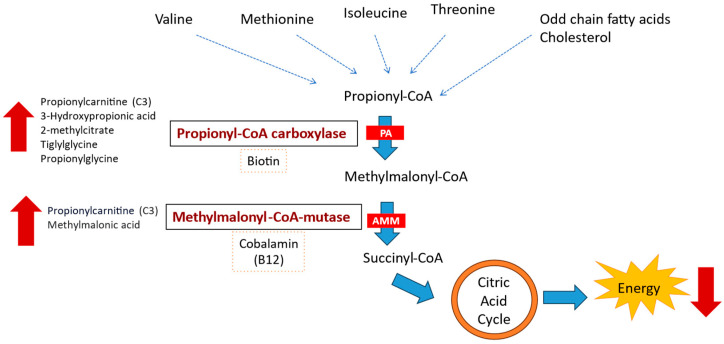 Valine
Methionine
Isoleucine
Threonine
Odd chain fatty acids
Cholesterol
Propionyl-CoA
Propionylcarnitine (C3)
3-Hydroxypropionic acid
2-methylcitrate
Tiglylglycine
Propionylglycine
Propionyl-CoA carboxylase
PA
Biotin
Methylmalonyl-CoA
Propionylcarnitine (C3)
Methylmalonic acid
Methylmalonyl-CoA-mutase
AMM
Cobalamin
(B12)
Succinyl-CoA
Citric
Acid
Cycle
Energy